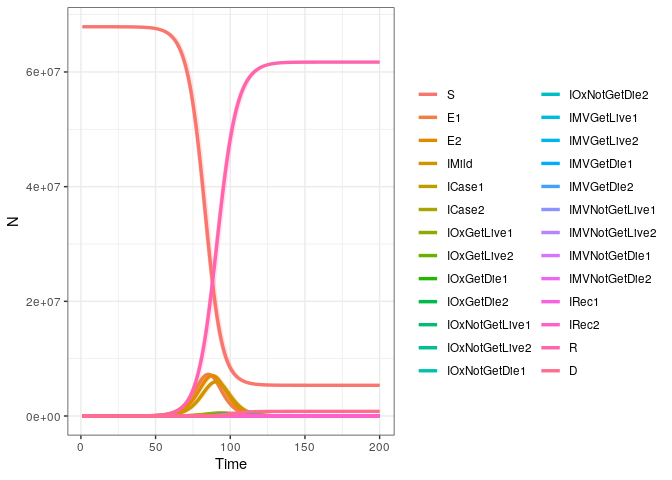 6e+07
4e+07
2e+07
0e+00
N
0
50
100
150
200
Time
S
E1
E2
IMild
ICase1
ICase2
IOxGetLive1
IOxGetLive2
IOxGetDie1
IOxGetDie2
IOxNotGetLive1
IOxNotGetLive2
IOxNotGetDie1
IOxNotGetDie2
IMVGetLive1
IMVGetLive2
IMVGetDie1
IMVGetDie2
IMVNotGetLive1
IMVNotGetLive2
IMVNotGetDie1
IMVNotGetDie2
IRec1
IRec2
R
D